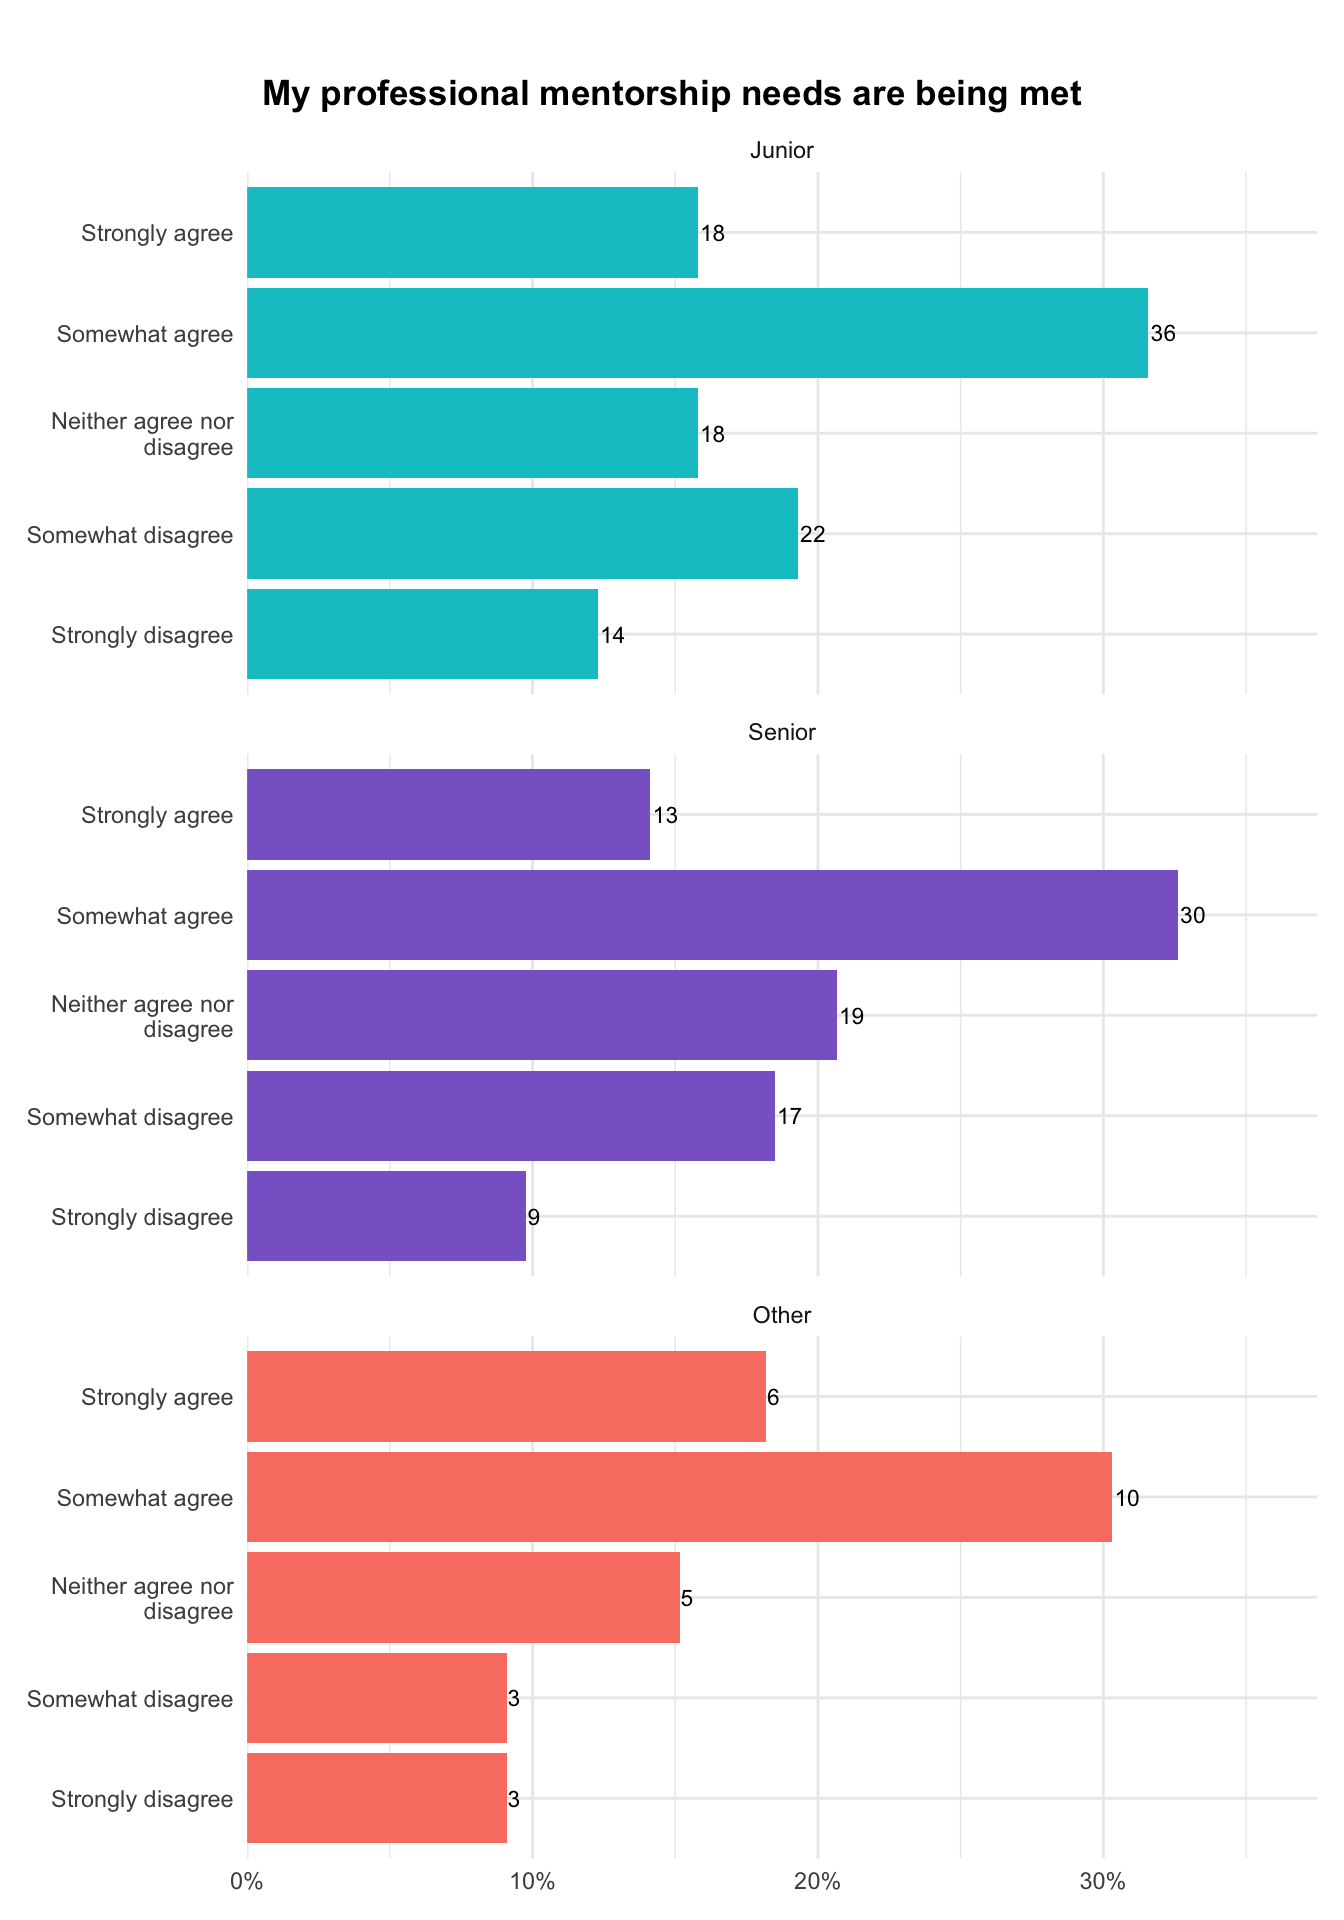 My professional mentorship needs are being met
Junior
Strongly agree
18
Somewhat agree
36
Neither agree nor
disagree
18
Somewhat disagree
22
Strongly disagree
14
Senior
Strongly agree
13
Somewhat agree
30
Neither agree nor
disagree
19
Somewhat disagree
17
Strongly disagree
9
Other
Strongly agree
6
Somewhat agree
10
Neither agree nor
disagree
5
Somewhat disagree
3
Strongly disagree
3
0% 10% 20% 30%